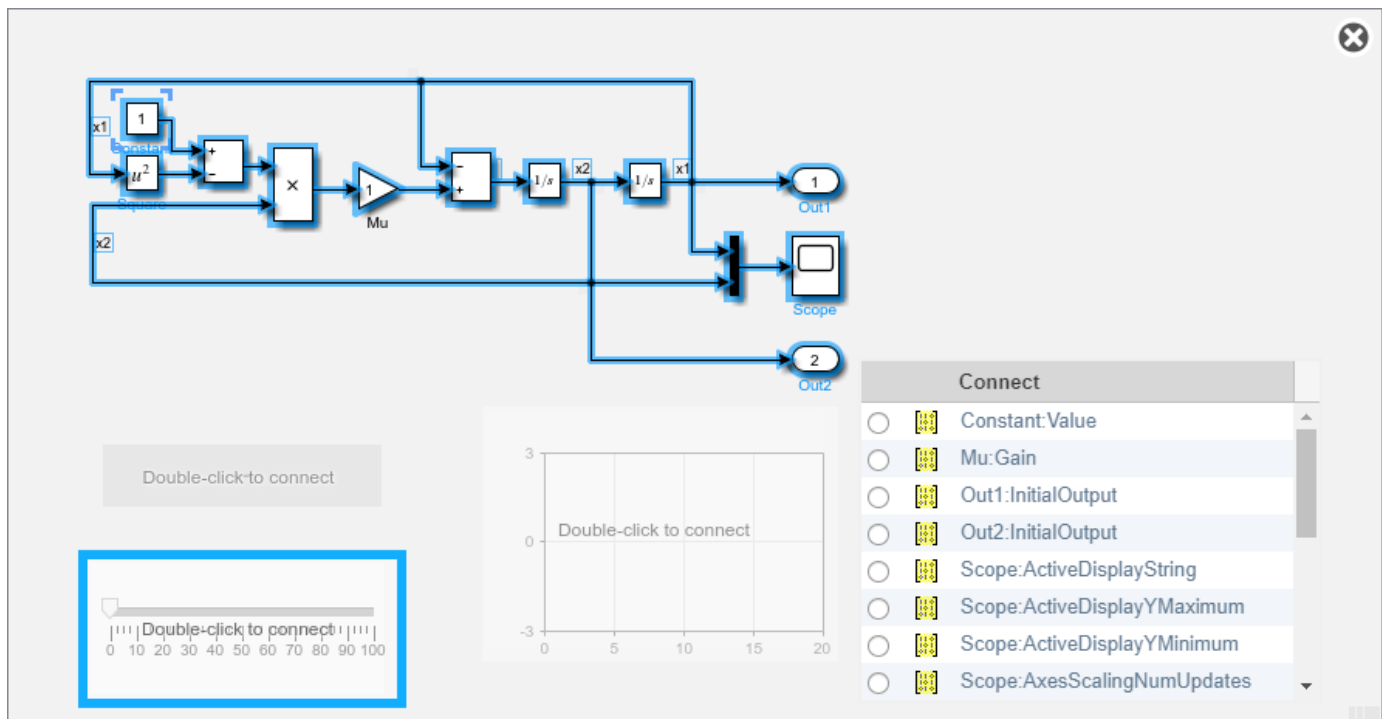 x1
1
Constant
u²
Square
+
−
×
1
Mu
−
+
1/s
x2
1/s
x1
1
Out1
x2
Scope
2
Out2
Connect
Constant:Value
Mu:Gain
Out1:InitialOutput
Out2:InitialOutput
Scope:ActiveDisplayString
Scope:ActiveDisplayYMaximum
Scope:ActiveDisplayYMinimum
Scope:AxesScalingNumUpdates
Double-click to connect
3
Double-click to connect
0
-3
0 5 10 15 20
Double-click to connect
0 10 20 30 40 50 60 70 80 90 100